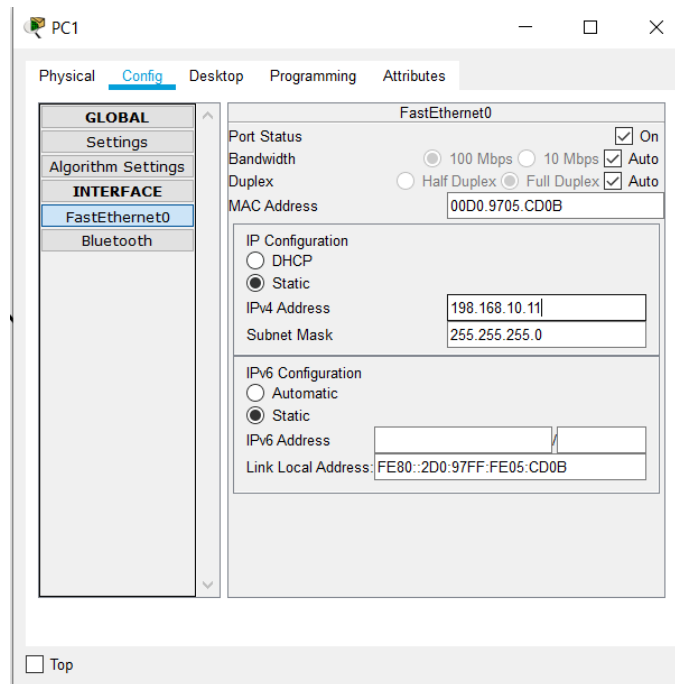 PC1
Physical Config Desktop Programming Attributes
GLOBAL
Settings
Algorithm Settings
INTERFACE
FastEthernet0
Bluetooth
FastEthernet0
Port Status On
Bandwidth 100 Mbps 10 Mbps Auto
Duplex Half Duplex Full Duplex Auto
MAC Address 00D0.9705.CD0B
IP Configuration
DHCP
Static
IPv4 Address 198.168.10.11
Subnet Mask 255.255.255.0
IPv6 Configuration
Automatic
Static
IPv6 Address /
Link Local Address: FE80::2D0:97FF:FE05:CD0B
Top